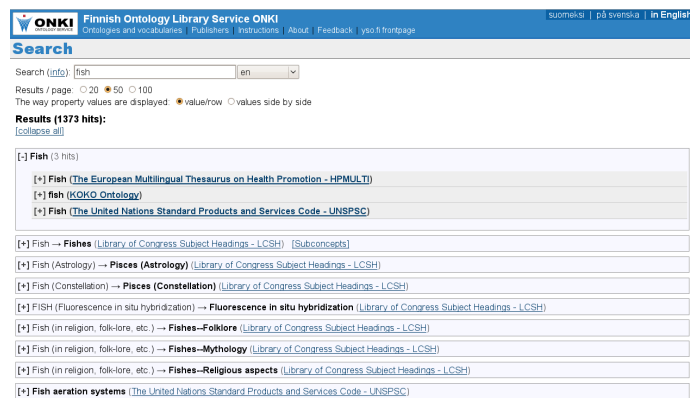 suomeksi | på svenska | in English
ONKI
ONTOLOGY SERVICE
Finnish Ontology Library Service ONKI
Ontologies and vocabularies | Publishers | Instructions | About | Feedback | yso.fi frontpage
Search
Search (info): fish en
Results / page: 20 50 100
The way property values are displayed: value/row values side by side
Results (1373 hits):
[collapse all]
[-] Fish (3 hits)
[+] Fish (The European Multilingual Thesaurus on Health Promotion - HPMULTI)
[+] fish (KOKO Ontology)
[+] Fish (The United Nations Standard Products and Services Code - UNSPSC)
[+] Fish → Fishes (Library of Congress Subject Headings - LCSH) [Subconcepts]
[+] Fish (Astrology) → Pisces (Astrology) (Library of Congress Subject Headings - LCSH)
[+] Fish (Constellation) → Pisces (Constellation) (Library of Congress Subject Headings - LCSH)
[+] FISH (Fluorescence in situ hybridization) → Fluorescence in situ hybridization (Library of Congress Subject Headings - LCSH)
[+] Fish (in religion, folk-lore, etc.) → Fishes--Folklore (Library of Congress Subject Headings - LCSH)
[+] Fish (in religion, folk-lore, etc.) → Fishes--Mythology (Library of Congress Subject Headings - LCSH)
[+] Fish (in religion, folk-lore, etc.) → Fishes--Religious aspects (Library of Congress Subject Headings - LCSH)
[+] Fish aeration systems (The United Nations Standard Products and Services Code - UNSPSC)